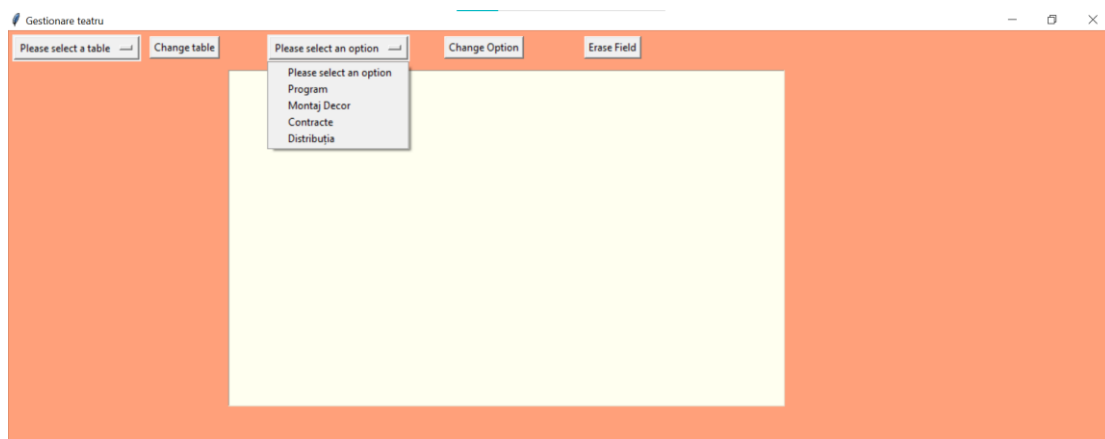 Gestionare teatru
Please select a table Change table Please select an option Change Option Erase Field
Please select an option
Program
Montaj Decor
Contracte
Distribuția